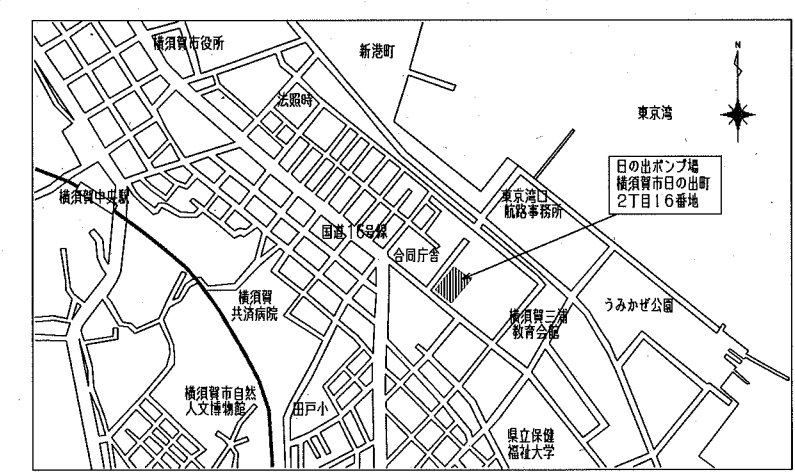 横須賀市役所
新港町
N
法照時
東京湾
日の出ポンプ場
横須賀市日の出町
2丁目16番地
横須賀中央駅
東京湾口
航路事務所
国道16号線
合同庁舎
横須賀
共済病院
うみかぜ公園
横須賀三浦
教育会館
横須賀市自然
人文博物館
田戸小
県立保健
福祉大学